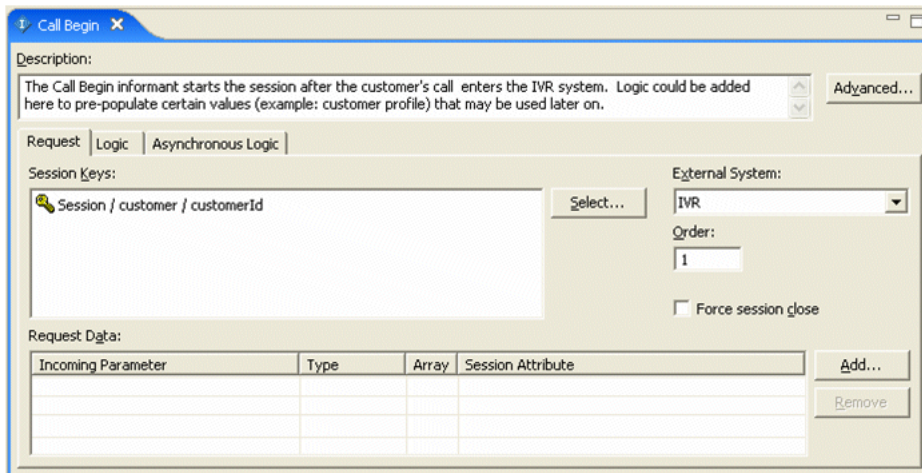 Call Begin
Description:
The Call Begin informant starts the session after the customer's call enters the IVR system. Logic could be added
here to pre-populate certain values (example: customer profile) that may be used later on.
Advanced...
Request Logic Asynchronous Logic
Session Keys:
Session / customer / customerId
Select...
External System:
IVR
Order:
1
Force session close
Request Data:
Incoming Parameter Type Array Session Attribute
Add...
Remove